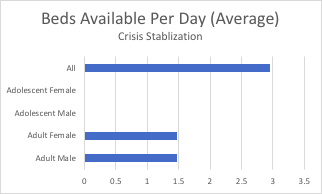 Beds Available Per Day (Average)
Crisis Stablization
All
Adolescent Female
Adolescent Male
Adult Female
Adult Male
0 0.5 1 1.5 2 2.5 3 3.5